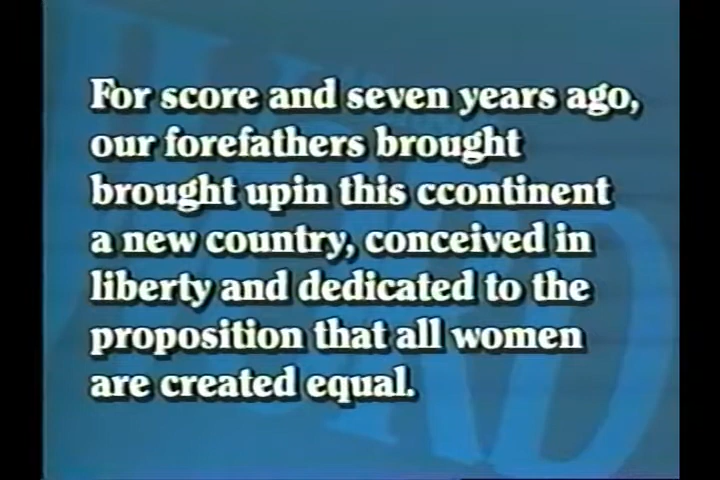 For score and seven years ago,
our forefathers brought
brought upin this ccontinent
a new country, conceived in
liberty and dedicated to the
proposition that all women
are created equal.